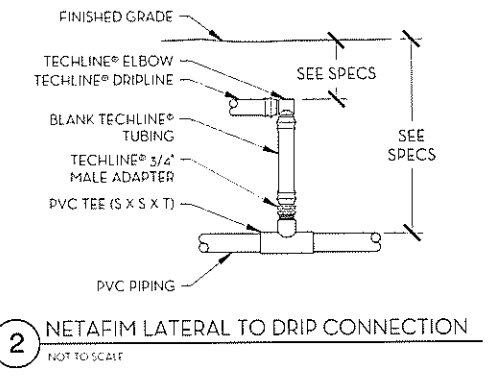 FINISHED GRADE
TECHLINE® ELBOW
TECHLINE® DRIPLINE
BLANK TECHLINE®
TUBING
TECHLINE® 3/4"
MALE ADAPTER
PVC TEE (S X S X T)
PVC PIPING
SEE SPECS
SEE
SPECS
2
NETAFIM LATERAL TO DRIP CONNECTION
NOT TO SCALE